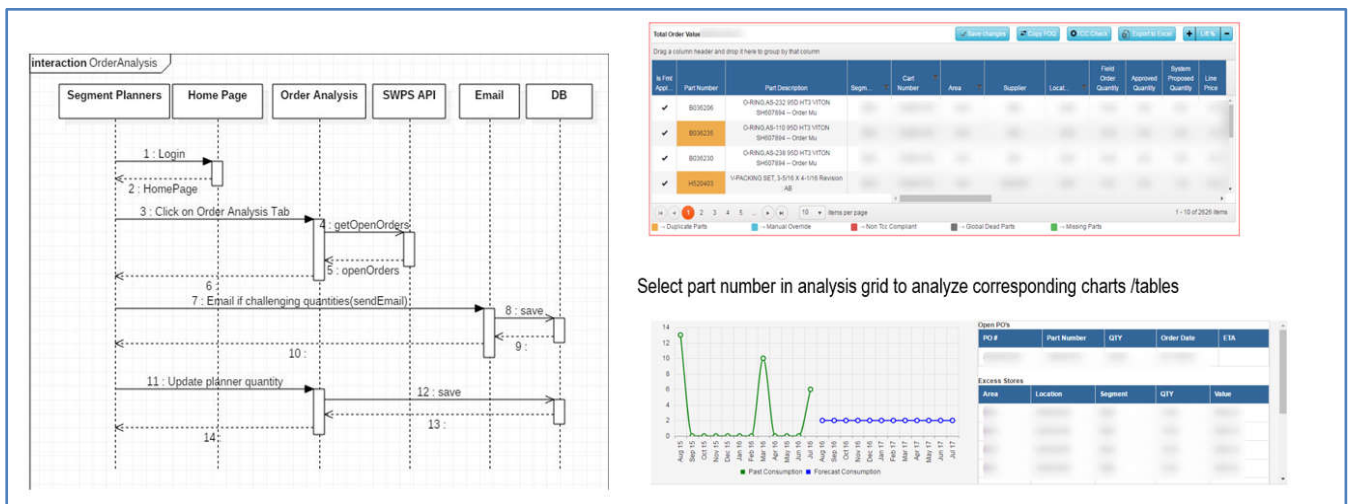 interaction OrderAnalysis
Segment Planners Home Page Order Analysis SWPS API Email DB
1 : Login
2 : HomePage
3 : Click on Order Analysis Tab
4 : getOpenOrders
5 : openOrders
6 :
7 : Email if challenging quantities(sendEmail)
8 : save
9 :
10 :
11 : Update planner quantity
12 : save
13 :
14
Total Order Value
Save changes Copy FOQ TCC Check Export to Excel + Lift % -
Drag a column header and drop it here to group by that column
Is Fmt Appl... Part Number Part Description Segm... Cart Number Area Supplier Locat... Field Order Quantity Approved Quantity System Proposed Quantity Line Price
B036206 O-RING,AS-232 95D HT3 VITON
SH607894 -- Order Mu
B036236 O-RING,AS-110 95D HT3 VITON
SH607894 -- Order Mu
B036230 O-RING,AS-238 95D HT3 VITON
SH607894 -- Order Mu
H520403 V-PACKING SET, 3-5/16 X 4-1/16 Revision
: AB
1 2 3 4 5 ... 10 items per page 1 - 10 of 2626 items
-- Duplicate Parts -- Manual Override -- Non Tcc Compliant -- Global Dead Parts -- Missing Parts
Select part number in analysis grid to analyze corresponding charts /tables
14
12
10
8
6
4
2
0
Aug 15 Sep 15 Oct 15 Nov 15 Dec 15 Jan 16 Feb 16 Mar 16 Apr 16 May 16 Jun 16 Jul 16 Aug 16 Sep 16 Oct 16 Nov 16 Dec 16 Jan 17 Feb 17 Mar 17 Apr 17 May 17 Jun 17 Jul 17
Past Consumption Forecast Consumption
Open PO's
PO # Part Number QTY Order Date ETA
Excess Stores
Area Location Segment QTY Value